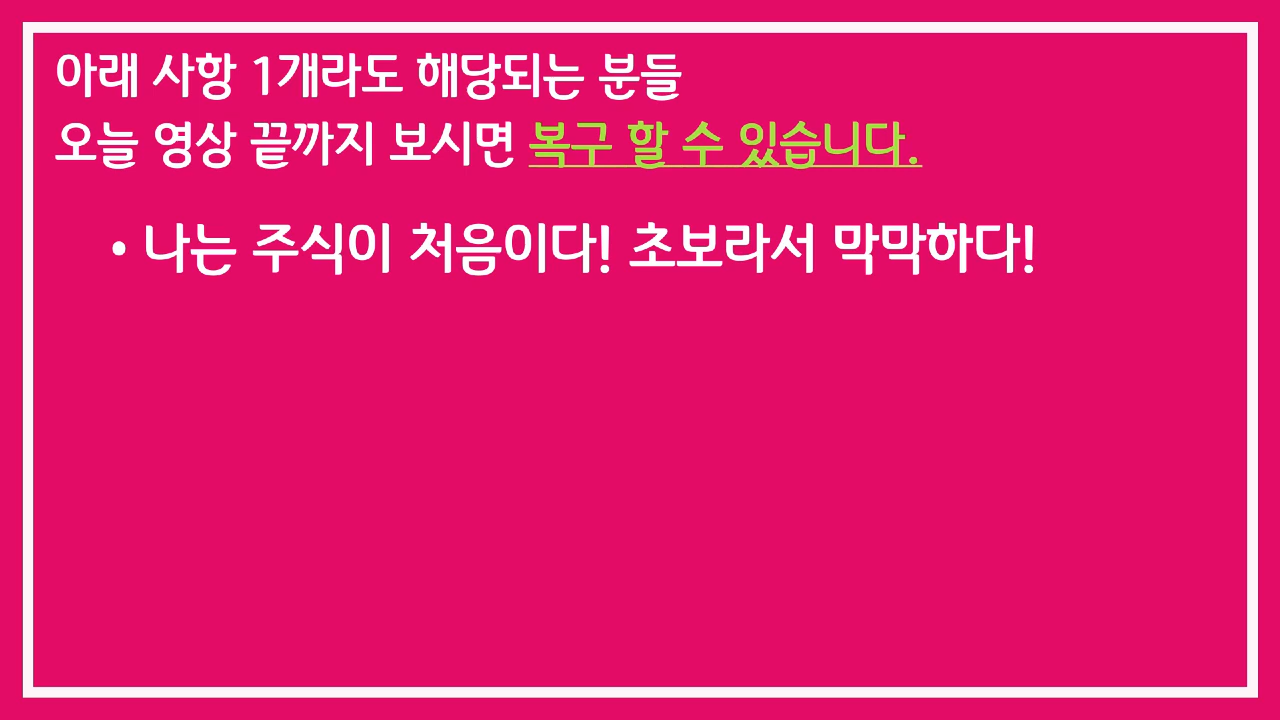 아래 사항 1개라도 해당되는 분들
오늘 영상 끝까지 보시면 복구 할 수 있습니다.
• 나는 주식이 처음이다! 초보라서 막막하다!